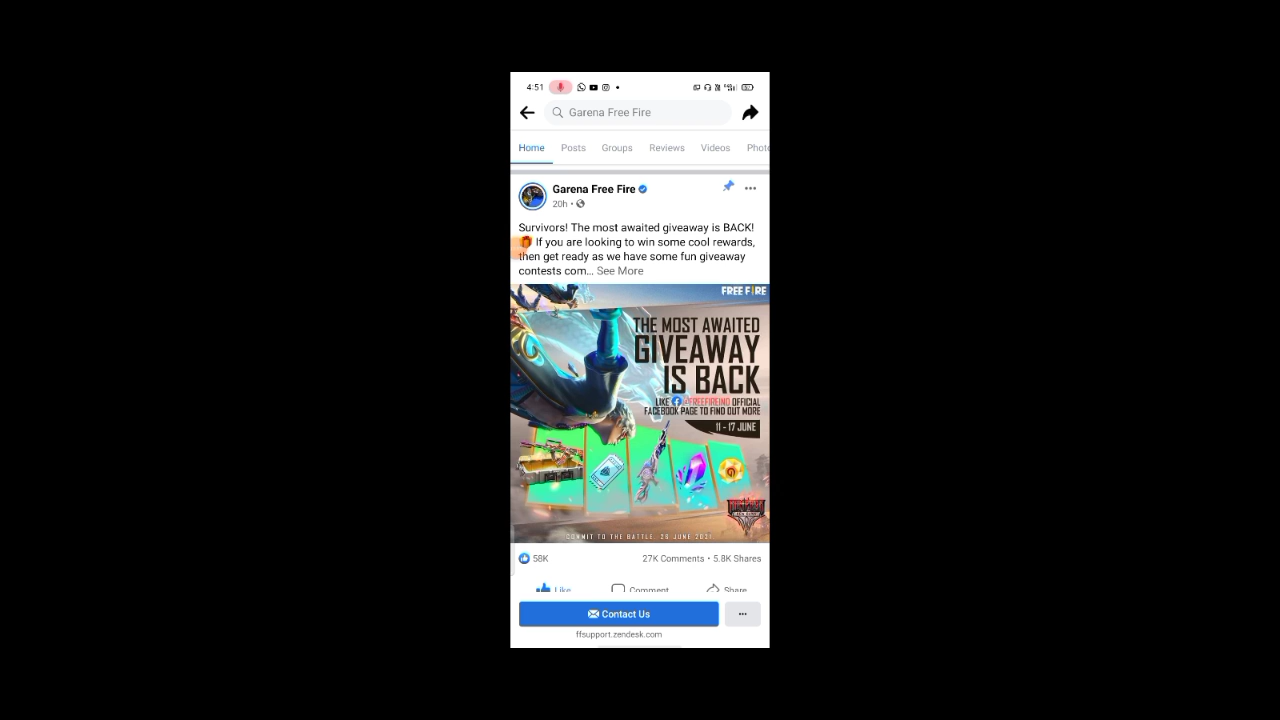 4:51
Garena Free Fire
Home Posts Groups Reviews Videos Photo
Garena Free Fire
20h
Survivors! The most awaited giveaway is BACK!
If you are looking to win some cool rewards,
then get ready as we have some fun giveaway
contests com... See More
FREE FIRE
THE MOST AWAITED
GIVEAWAY
IS BACK
LIKE @FREEFIREIND OFFICIAL
FACEBOOK PAGE TO FIND OUT MORE
11 - 17 JUNE
COMMIT TO THE BATTLE. 26 JUNE 2021
58K 27K Comments • 5.8K Shares
Like Comment Share
Contact Us
ffsupport.zendesk.com